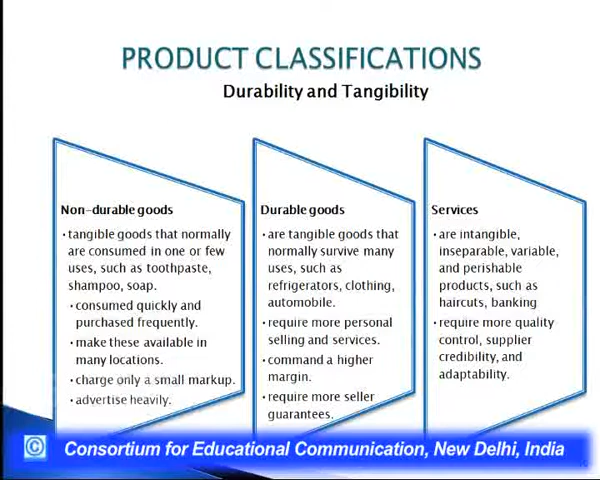 PRODUCT CLASSIFICATIONS
Durability and Tangibility
Non-durable goods
•tangible goods that normally
are consumed in one or few
uses, such as toothpaste,
shampoo, soap.
•consumed quickly and
purchased frequently.
•make these available in
many locations.
•charge only a small markup.
•advertise heavily.
Durable goods
•are tangible goods that
normally survive many
uses, such as
refrigerators, clothing,
automobile.
•require more personal
selling and services.
•command a higher
margin.
•require more seller
guarantees.
Services
•are intangible,
inseparable, variable,
and perishable
products, such as
haircuts, banking
•require more quality
control, supplier
credibility, and
adaptability.
© Consortium for Educational Communication, New Delhi, India